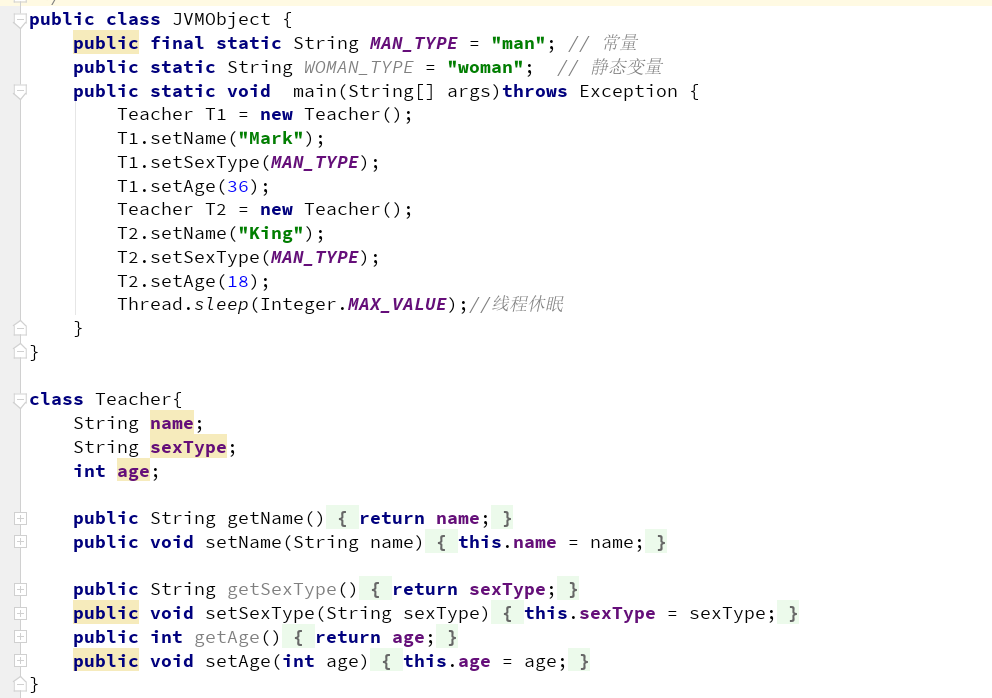 public class JVMObject {
    public final static String MAN_TYPE = "man"; // 常量
    public static String WOMAN_TYPE = "woman";  // 静态变量
    public static void  main(String[] args)throws Exception {
        Teacher T1 = new Teacher();
        T1.setName("Mark");
        T1.setSexType(MAN_TYPE);
        T1.setAge(36);
        Teacher T2 = new Teacher();
        T2.setName("King");
        T2.setSexType(MAN_TYPE);
        T2.setAge(18);
        Thread.sleep(Integer.MAX_VALUE);//线程休眠
    }
}
class Teacher{
    String name;
    String sexType;
    int age;
    public String getName() { return name; }
    public void setName(String name) { this.name = name; }
    public String getSexType() { return sexType; }
    public void setSexType(String sexType) { this.sexType = sexType; }
    public int getAge() { return age; }
    public void setAge(int age) { this.age = age; }
}